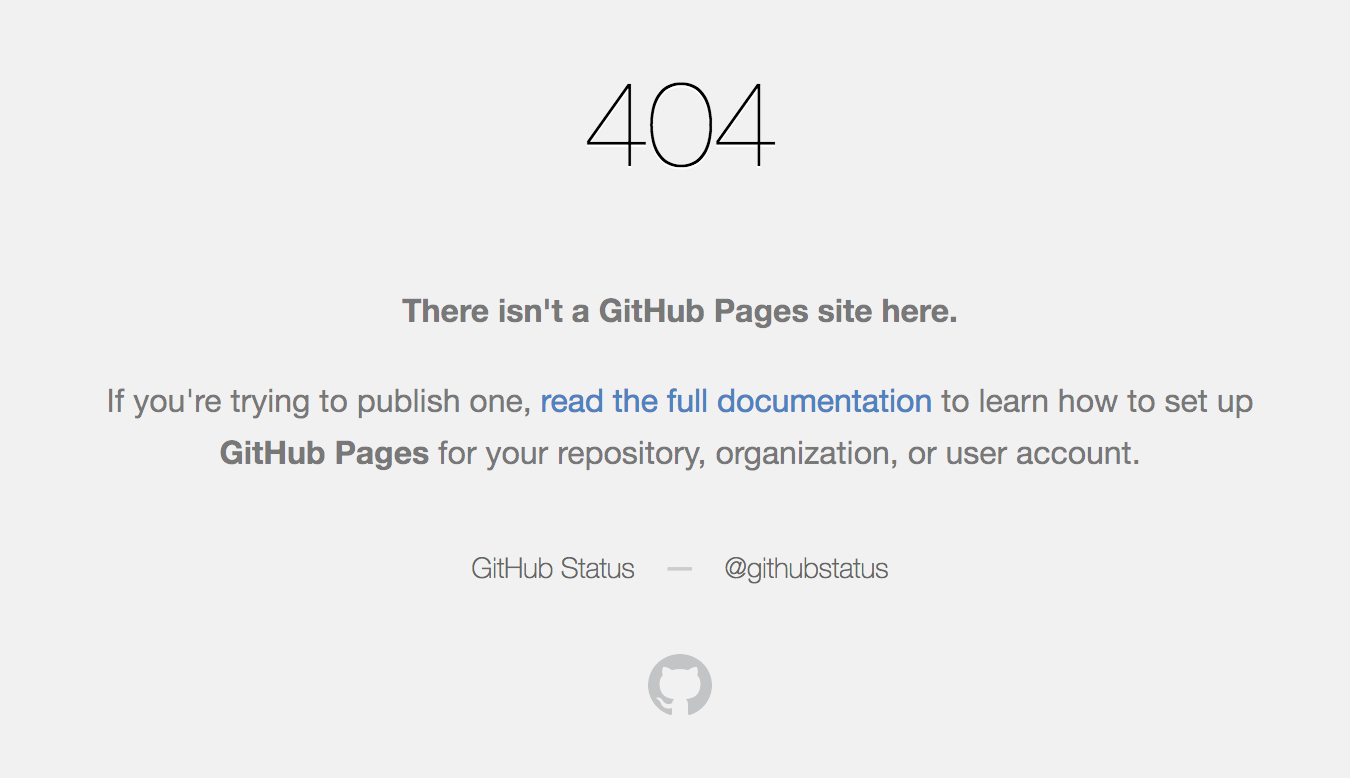 404
There isn't a GitHub Pages site here.
If you're trying to publish one, read the full documentation to learn how to set up
GitHub Pages for your repository, organization, or user account.
GitHub Status — @githubstatus